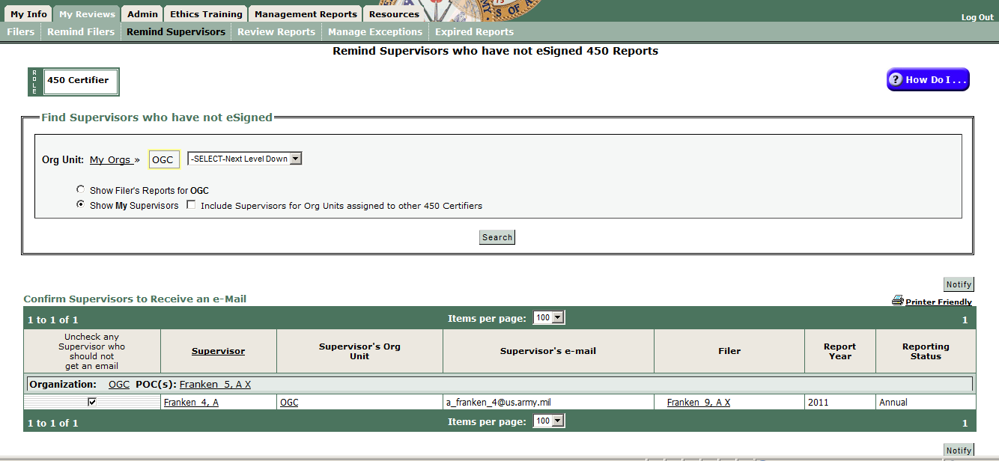 My Info My Reviews Admin Ethics Training Management Reports Resources
Log Out
Filers Remind Filers Remind Supervisors Review Reports Manage Exceptions Expired Reports
Remind Supervisors who have not eSigned 450 Reports
ROLE
450 Certifier
? How Do I . . .
Find Supervisors who have not eSigned
Org Unit: My Orgs » OGC -SELECT-Next Level Down
Show Filer's Reports for OGC
Show My Supervisors Include Supervisors for Org Units assigned to other 450 Certifiers
Search
Notify
Confirm Supervisors to Receive an e-Mail
Printer Friendly
1 to 1 of 1 Items per page: 100 1
Uncheck any
Supervisor who
should not
get an email
Supervisor
Supervisor's Org
Unit
Supervisor's e-mail
Filer
Report
Year
Reporting
Status
Organization: OGC POC(s): Franken_5, A X
Franken_4, A OGC a_franken_4@us.army.mil Franken_9, A X 2011 Annual
1 to 1 of 1 Items per page: 100 1
Notify